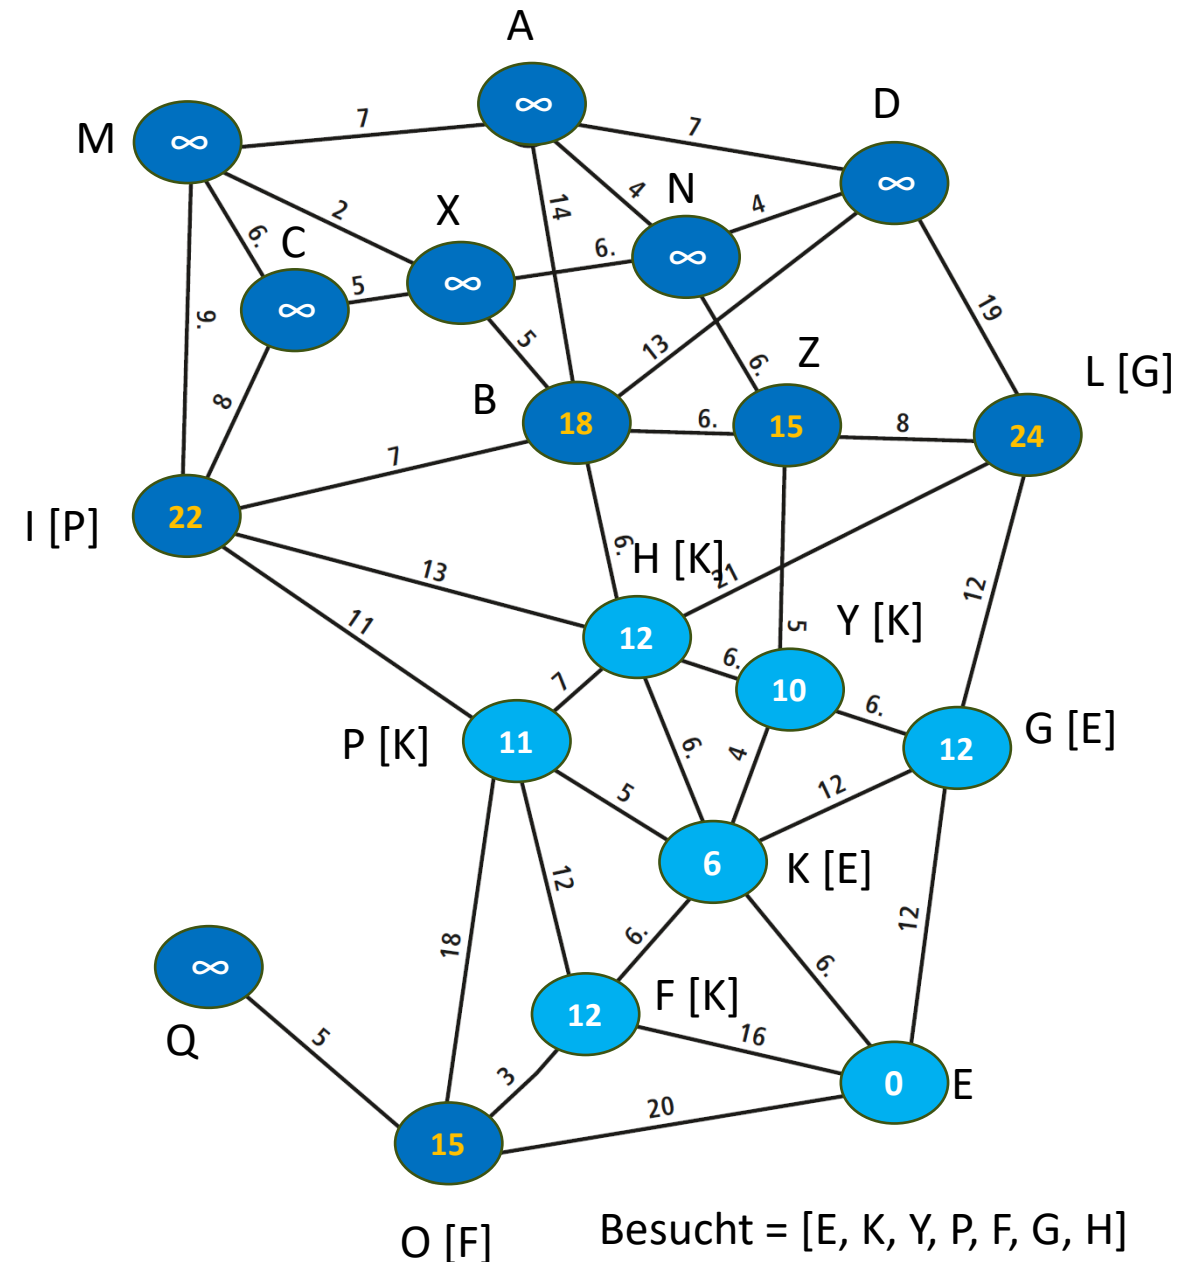 A
D
M
∞
∞
∞
7
7
4
N
4
14
2
X
6.
C
6.
∞
∞
5
∞
9.
19
5
13
6.
Z
L [G]
8
B
18
6.
15
8
24
7
I [P]
22
6.
H [K]
21
13
12
11
5
Y [K]
12
6.
10
7
6.
G [E]
P [K]
11
6.
4
12
5
12
6
K [E]
12
18
12
6.
6.
∞
F [K]
12
16
Q
5
3
0
E
20
15
O [F]
Besucht = [E, K, Y, P, F, G, H]